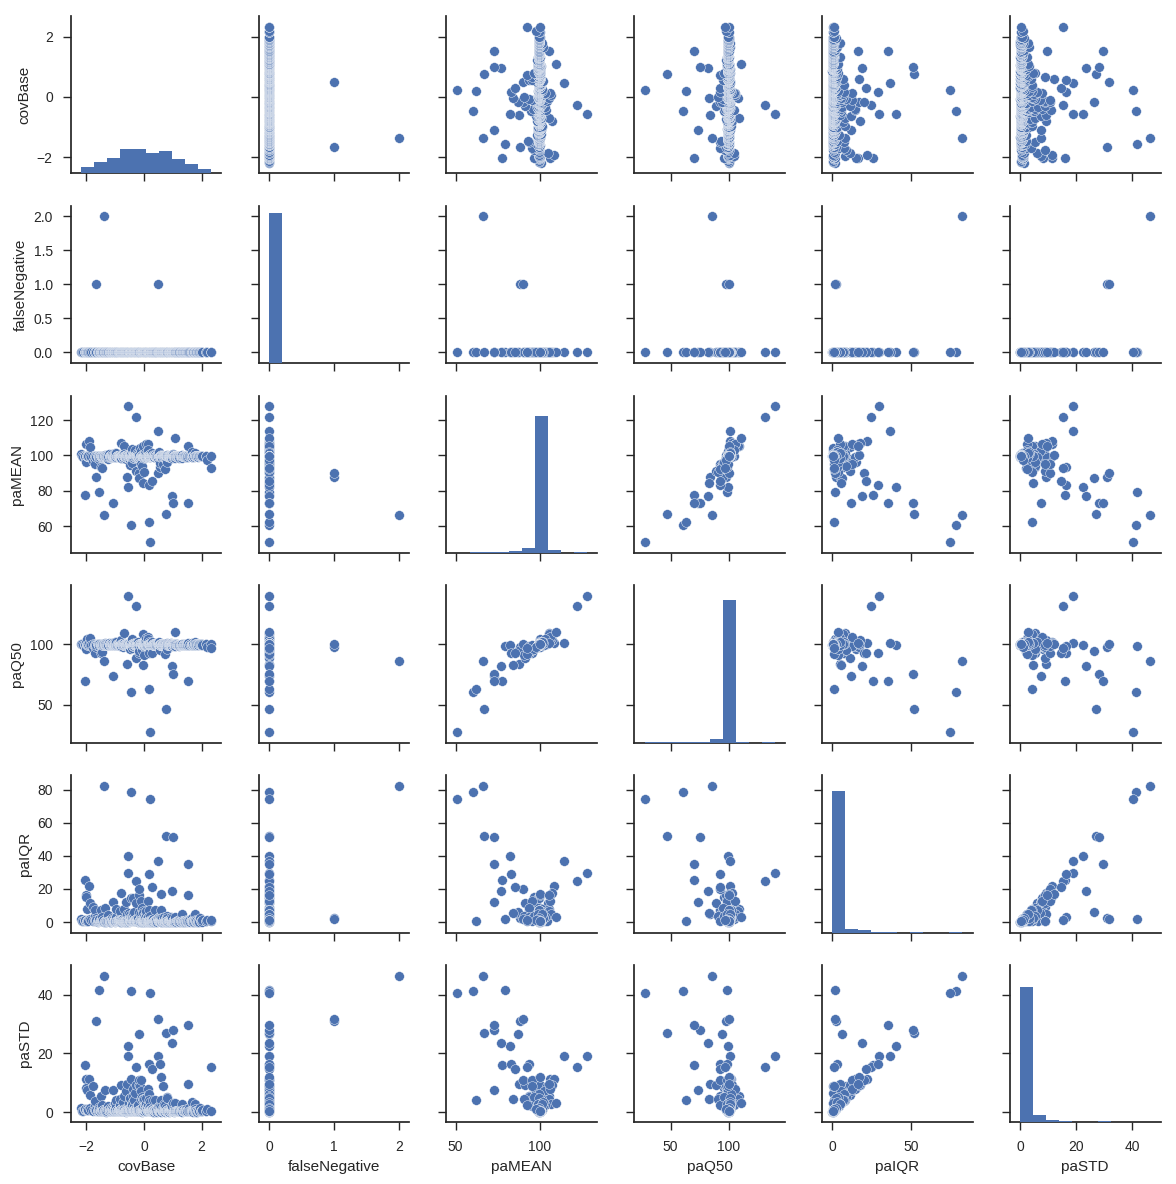 2
0
−2
covBase
2.0
1.5
1.0
0.5
0.0
falseNegative
120
100
80
60
paMEAN
100
50
paQ50
80
60
40
20
0
paIQR
40
20
0
paSTD
−2 0 2 0 1 2 50 100 50 100 0 50 0 20 40
covBase falseNegative paMEAN paQ50 paIQR paSTD